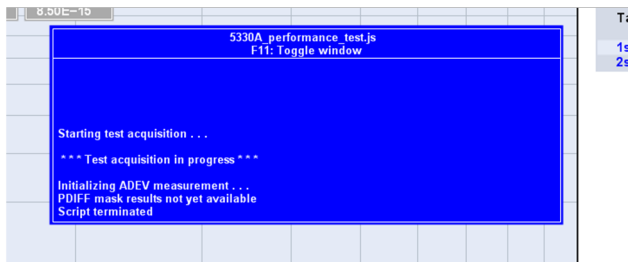 8.50E-15
5330A_performance_test.js
F11: Toggle window
Starting test acquisition . . .
* * * Test acquisition in progress * * *
Initializing ADEV measurement . . .
PDIFF mask results not yet available
Script terminated
1s
2s